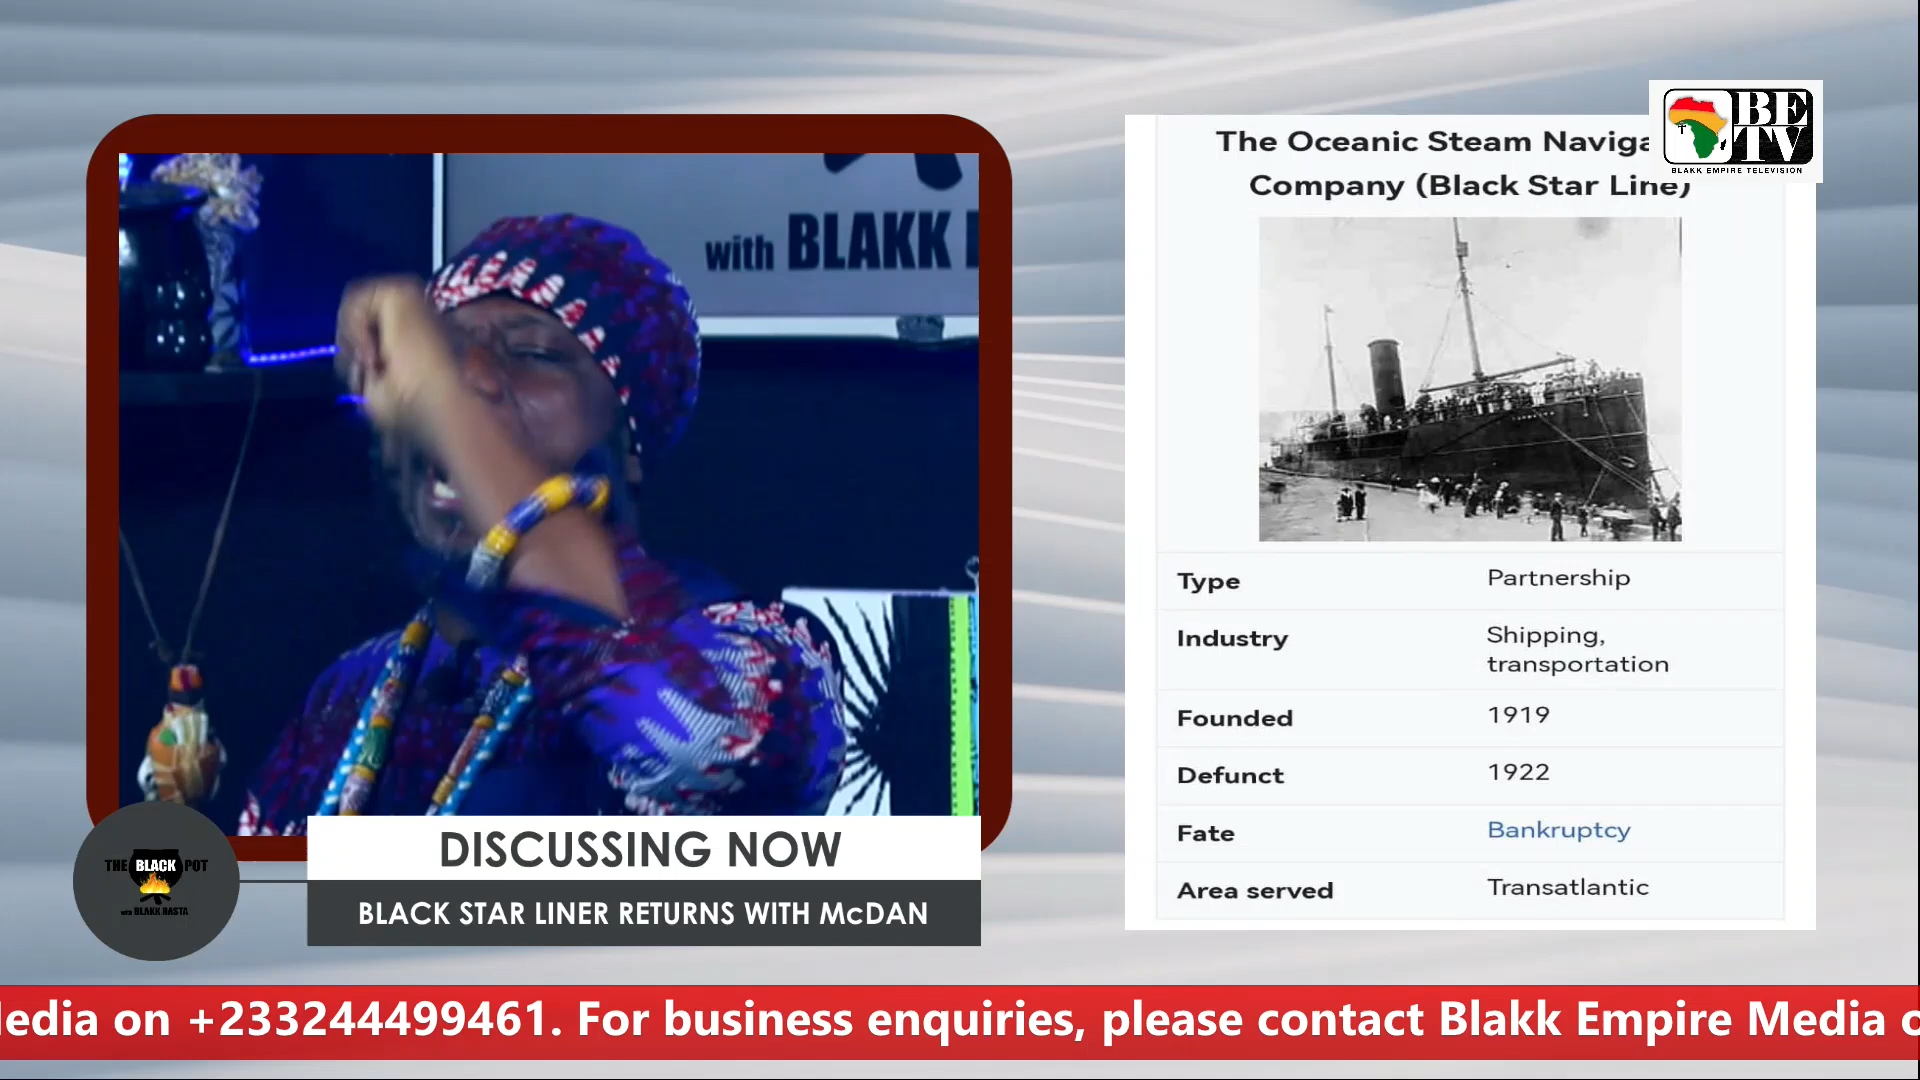 BE
TV
BLAKK EMPIRE TELEVISION
The Oceanic Steam Naviga
Company (Black Star Line)
with BLAKK
Type Partnership
Industry Shipping,
transportation
Founded 1919
Defunct 1922
Fate Bankruptcy
Area served Transatlantic
THE BLACK POT
with BLAKK RASTA
DISCUSSING NOW
BLACK STAR LINER RETURNS WITH McDAN
edia on +233244499461. For business enquiries, please contact Blakk Empire Media o